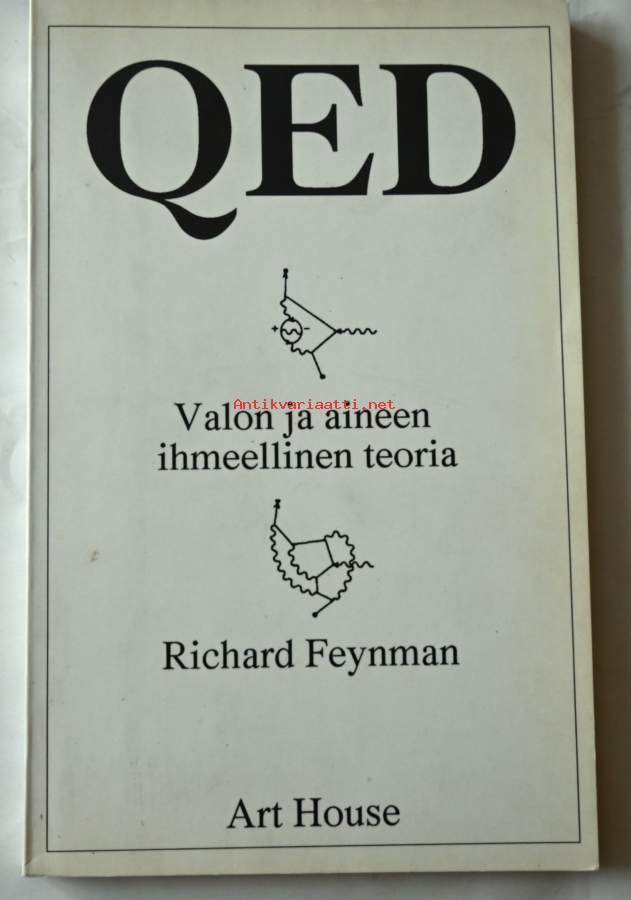 QED
+ -
Antikvariaatti.net
Valon ja aineen
ihmeellinen teoria
Richard Feynman
Art House